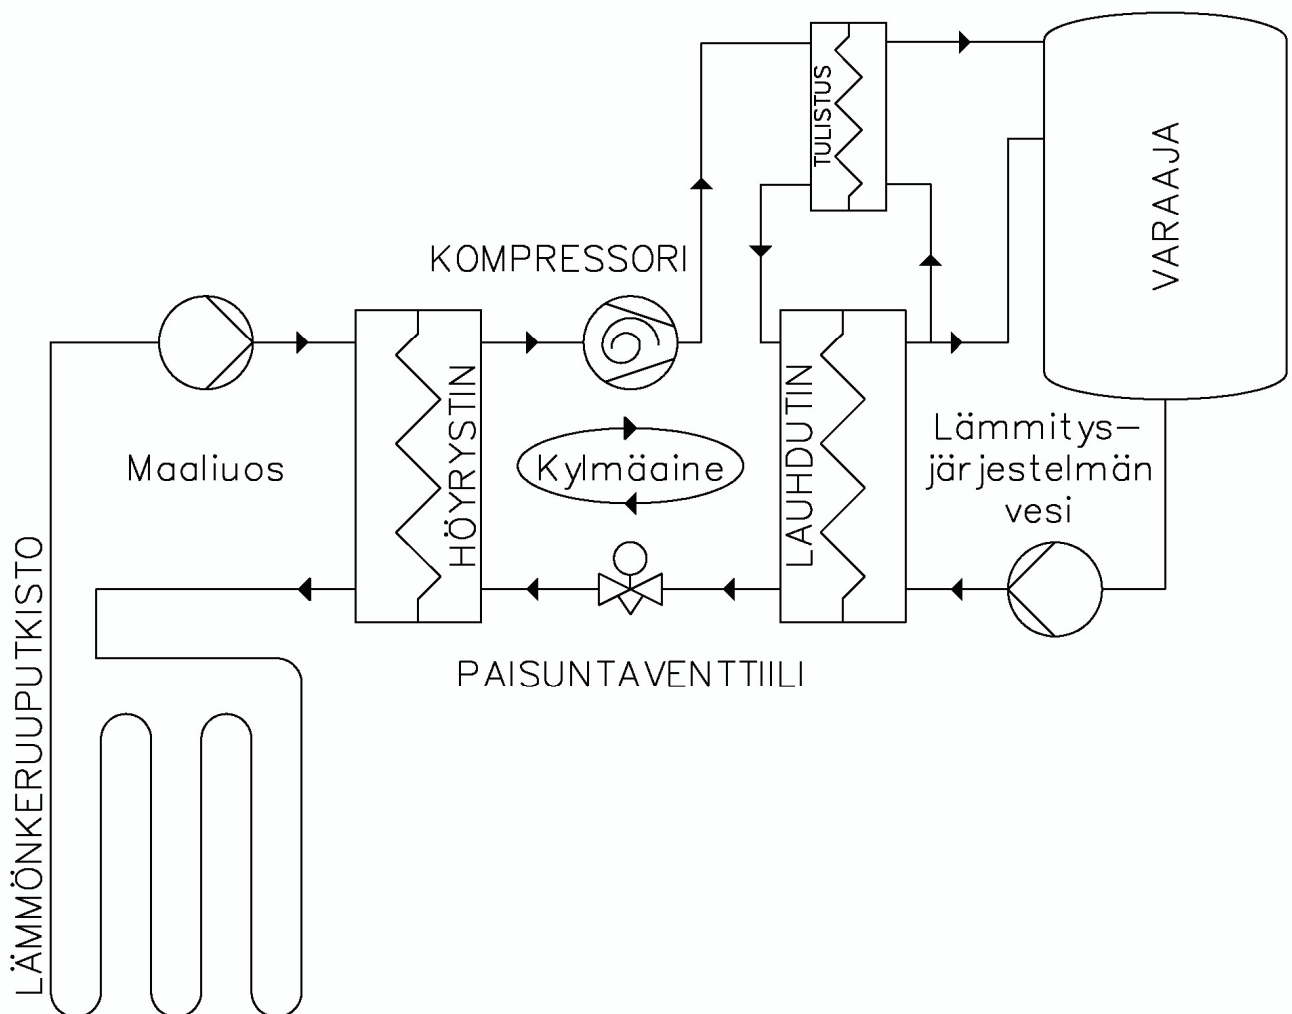 TULISTUS
VARAAJA
KOMPRESSORI
HÖYRYSTIN
LAUHDUTIN
Maaliuos
Kylmäaine
Lämmitys-
järjestelmän
vesi
LÄMMÖNKERUUPUTKISTO
PAISUNTAVENTTIILI